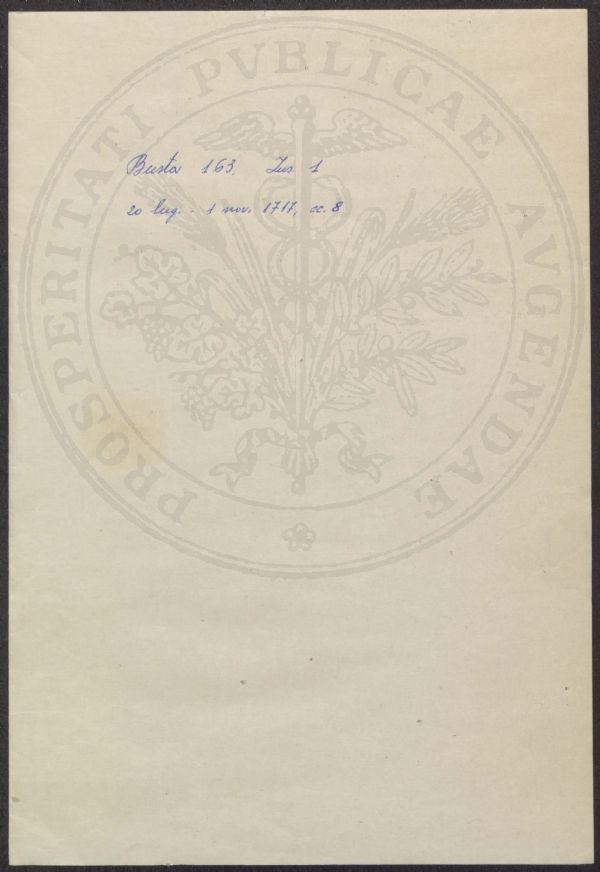 PROSPERITATI PVBLICAE AVGENDAE
Busta 163, Ins. 1
20 lug. - 1 nov. 1717, cc. 8